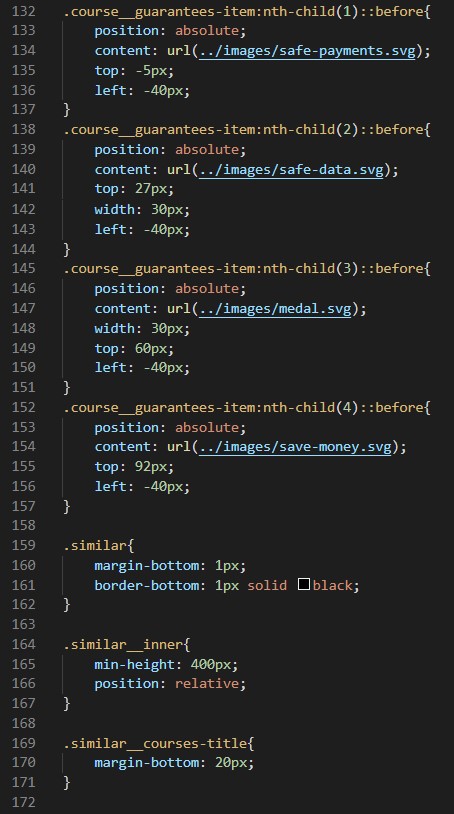 132 .course__guarantees-item:nth-child(1)::before{
133     position: absolute;
134     content: url(../images/safe-payments.svg);
135     top: -5px;
136     left: -40px;
137 }
138 .course__guarantees-item:nth-child(2)::before{
139     position: absolute;
140     content: url(../images/safe-data.svg);
141     top: 27px;
142     width: 30px;
143     left: -40px;
144 }
145 .course__guarantees-item:nth-child(3)::before{
146     position: absolute;
147     content: url(../images/medal.svg);
148     width: 30px;
149     top: 60px;
150     left: -40px;
151 }
152 .course__guarantees-item:nth-child(4)::before{
153     position: absolute;
154     content: url(../images/save-money.svg);
155     top: 92px;
156     left: -40px;
157 }
158
159 .similar{
160     margin-bottom: 1px;
161     border-bottom: 1px solid black;
162 }
163
164 .similar__inner{
165     min-height: 400px;
166     position: relative;
167 }
168
169 .similar__courses-title{
170     margin-bottom: 20px;
171 }
172